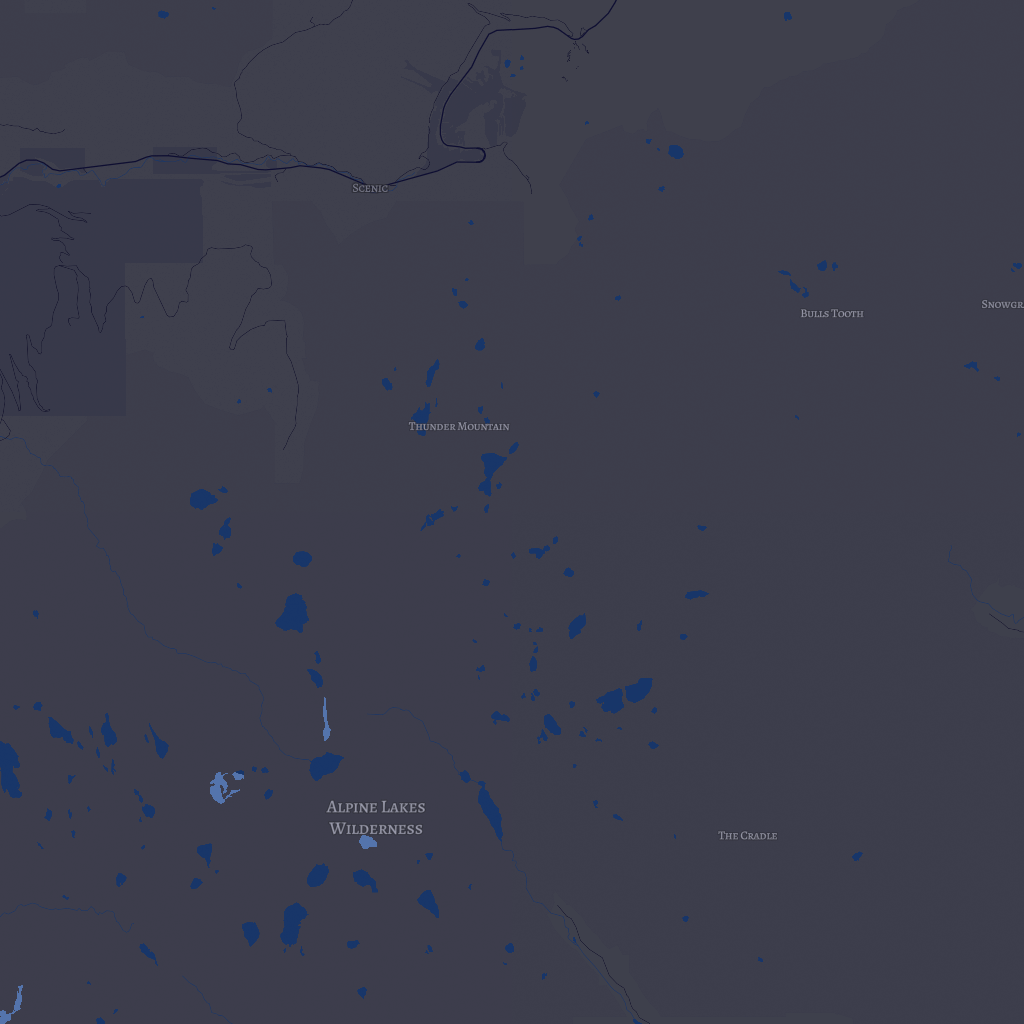 Scenic
Bulls Tooth
Thunder Mountain
Alpine Lakes
Wilderness
The Cradle